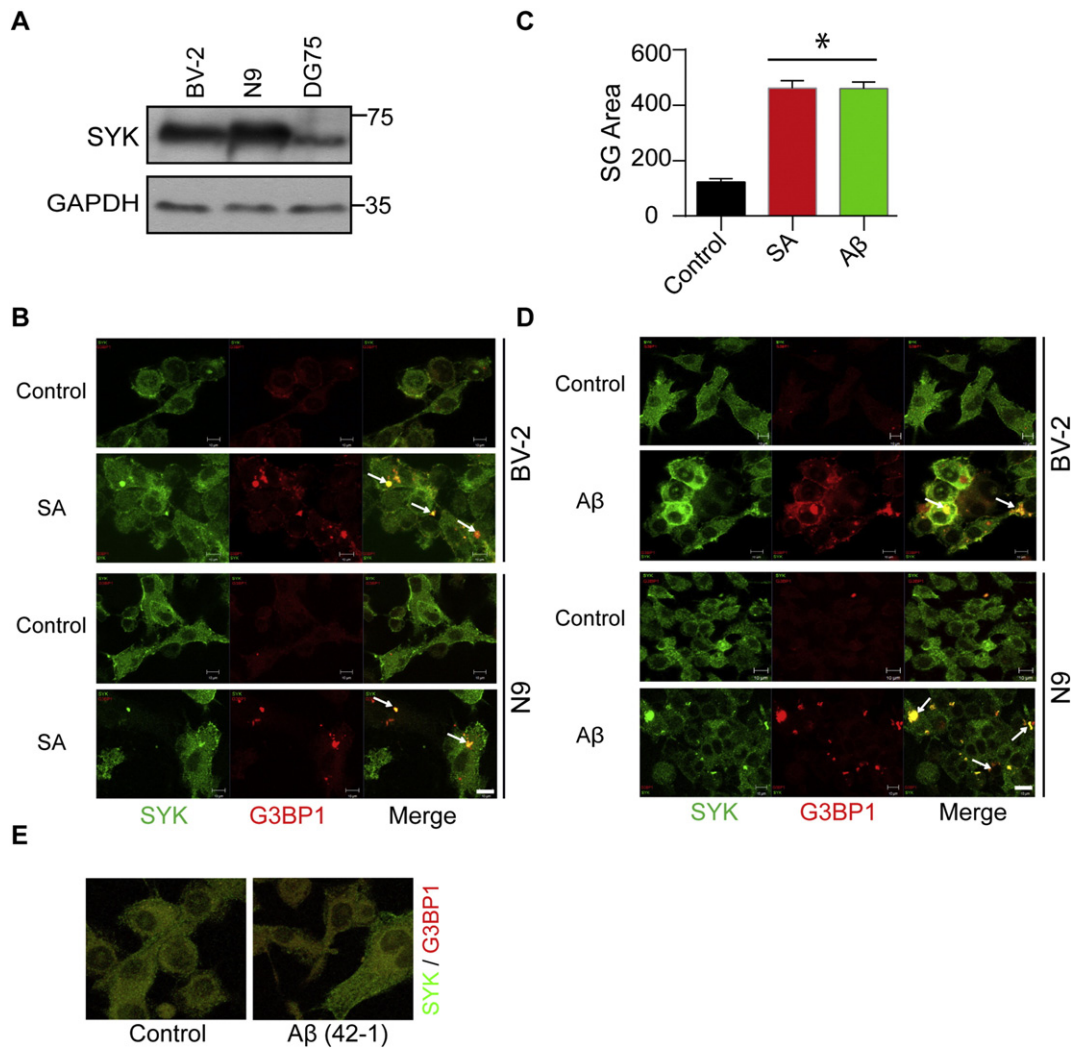 A
BV-2
N9
DG75
SYK
75
GAPDH
35
C
SG Area
600
400
200
0
*
Control
SA
Aβ
B
Control
SA
BV-2
Control
SA
N9
SYK
G3BP1
Merge
D
Control
Aβ
BV-2
Control
Aβ
N9
SYK
G3BP1
Merge
E
Control
Aβ (42-1)
SYK / G3BP1